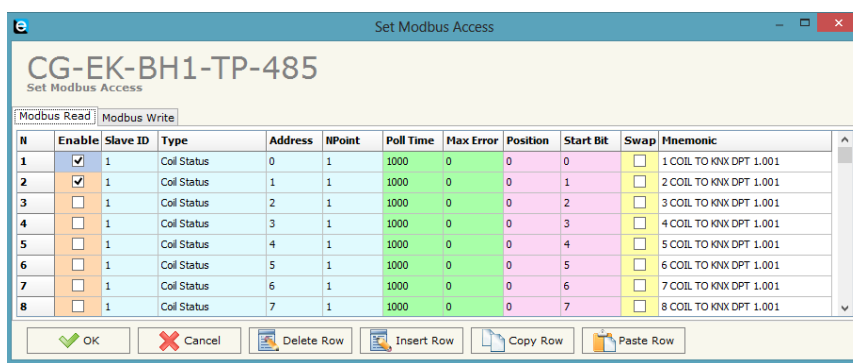 e Set Modbus Access
CG-EK-BH1-TP-485
Set Modbus Access
Modbus Read Modbus Write
N Enable Slave ID Type Address NPoint Poll Time Max Error Position Start Bit Swap Mnemonic
1 1 Coil Status 0 1 1000 0 0 0 1 COIL TO KNX DPT 1.001
2 1 Coil Status 1 1 1000 0 0 1 2 COIL TO KNX DPT 1.001
3 1 Coil Status 2 1 1000 0 0 2 3 COIL TO KNX DPT 1.001
4 1 Coil Status 3 1 1000 0 0 3 4 COIL TO KNX DPT 1.001
5 1 Coil Status 4 1 1000 0 0 4 5 COIL TO KNX DPT 1.001
6 1 Coil Status 5 1 1000 0 0 5 6 COIL TO KNX DPT 1.001
7 1 Coil Status 6 1 1000 0 0 6 7 COIL TO KNX DPT 1.001
8 1 Coil Status 7 1 1000 0 0 7 8 COIL TO KNX DPT 1.001
OK Cancel Delete Row Insert Row Copy Row Paste Row